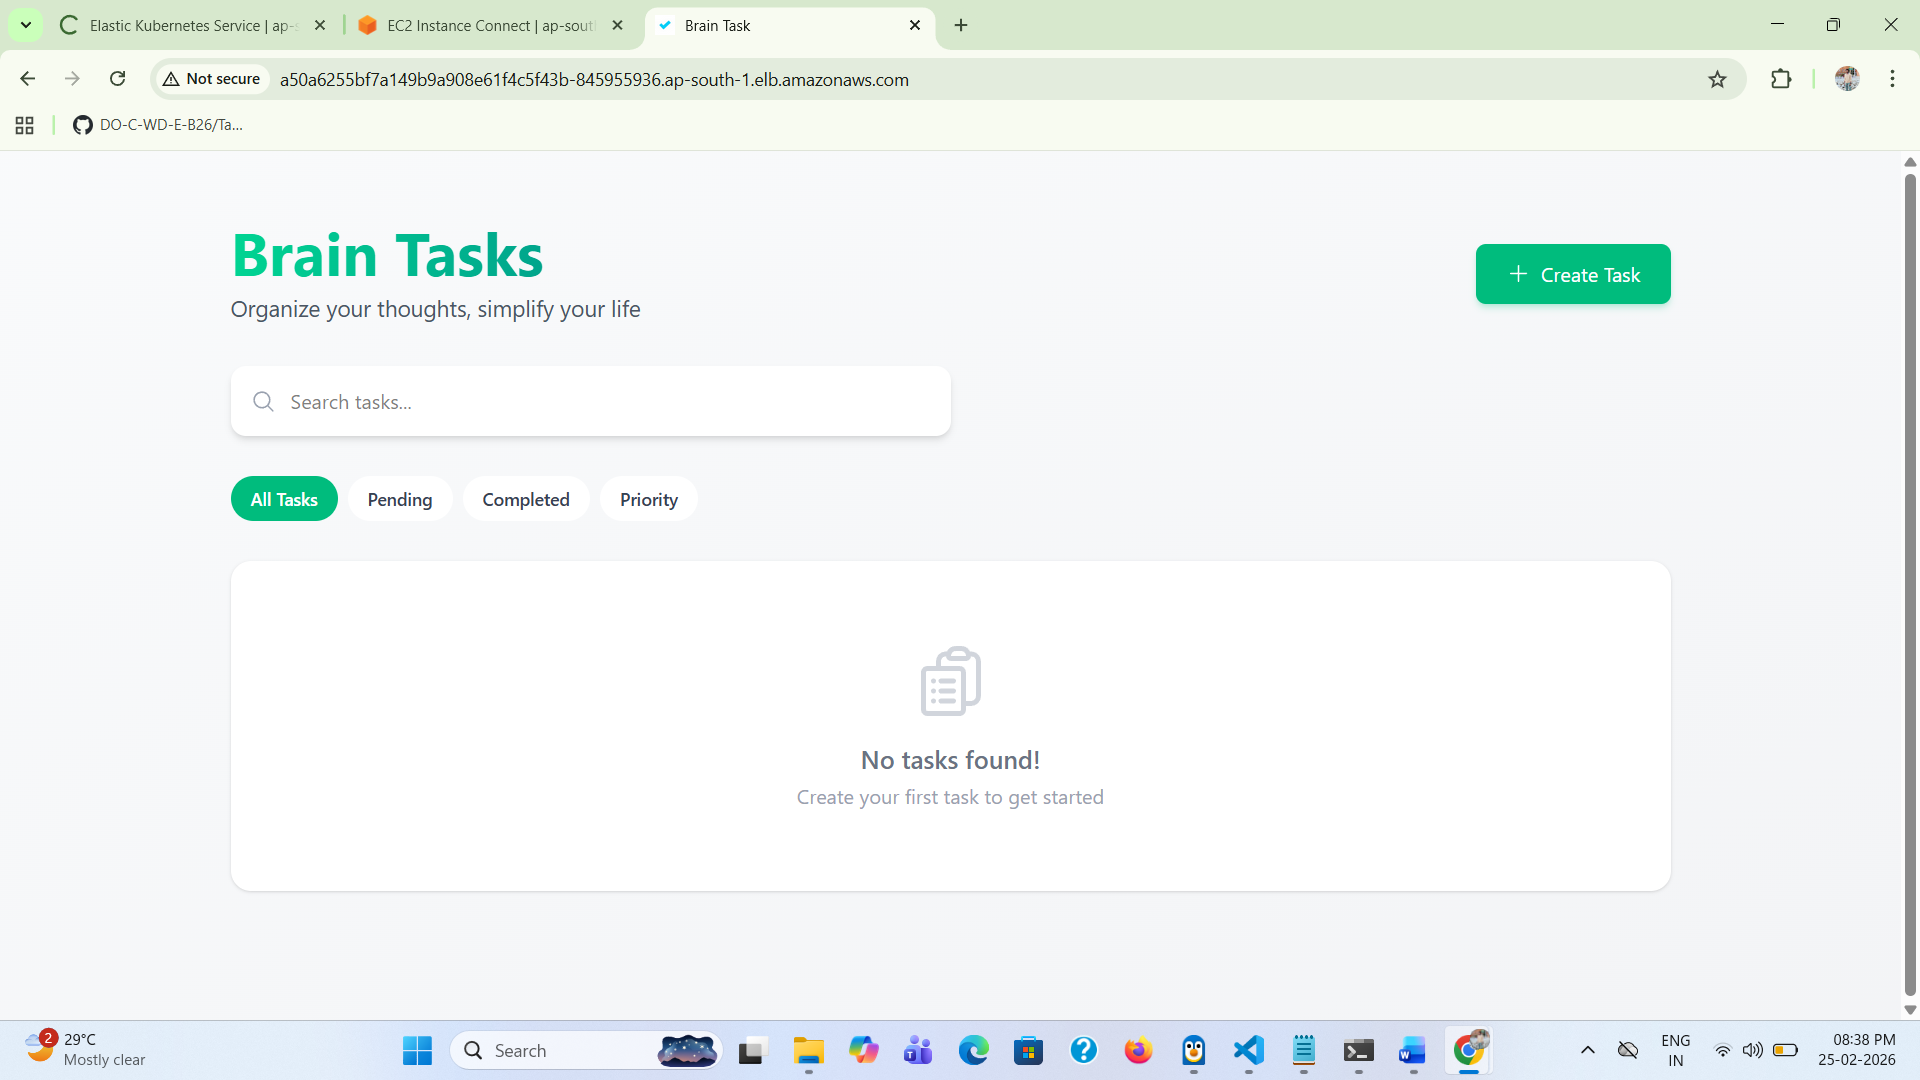 Elastic Kubernetes Service | ap-s
EC2 Instance Connect | ap-sout
Brain Task
Not secure
a50a6255bf7a149b9a908e61f4c5f43b-845955936.ap-south-1.elb.amazonaws.com
DO-C-WD-E-B26/Ta...
Brain Tasks
Organize your thoughts, simplify your life
Create Task
Search tasks...
All Tasks
Pending
Completed
Priority
No tasks found!
Create your first task to get started
2
29°C
Mostly clear
Search
ENG
IN
08:38 PM
25-02-2026